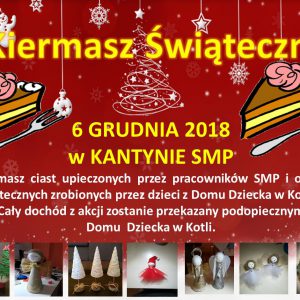 Kiermasz Świąteczn
6 GRUDNIA 2018
w KANTYNIE SMP
masz ciast upieczonych przez pracowników SMP i o
tecznych zrobionych przez dzieci z Domu Dziecka w Ko
Cały dochód z akcji zostanie przekazany podopiecznym
Domu Dziecka w Kotli.